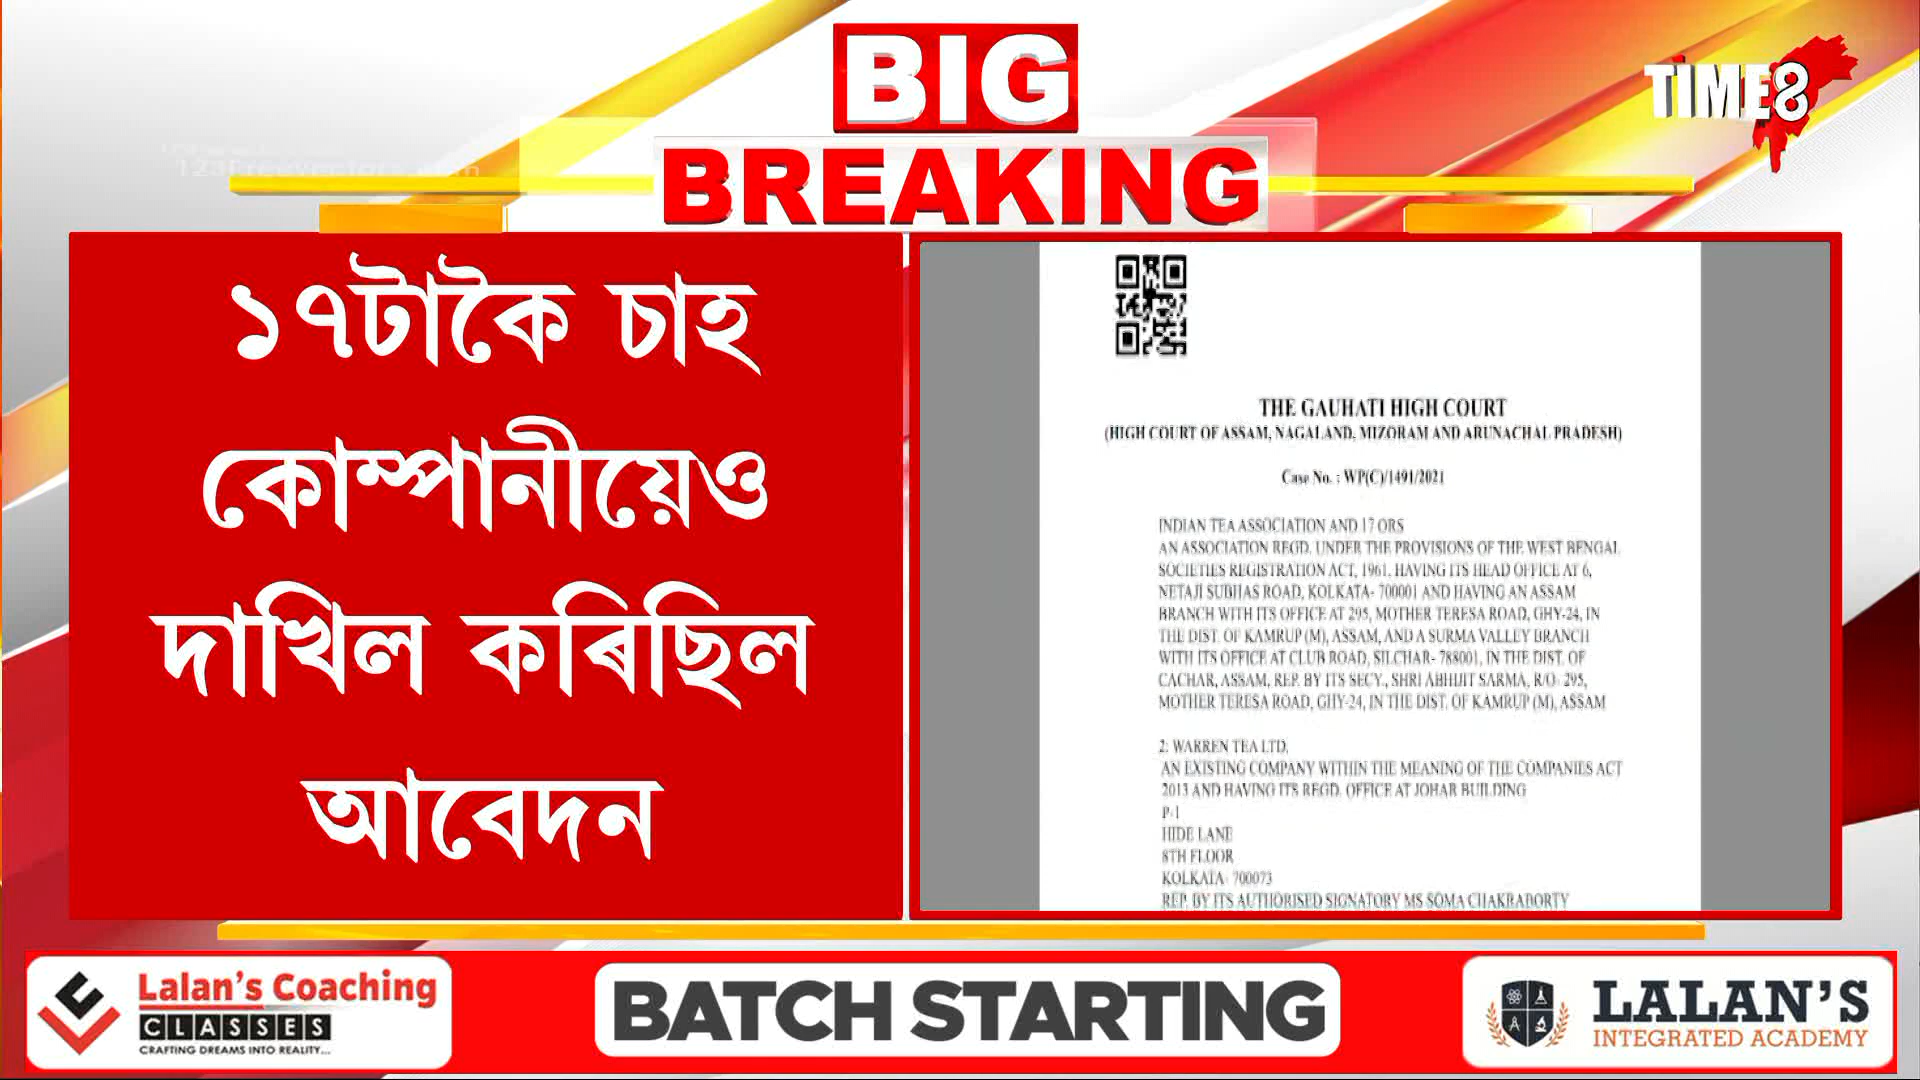 BIG
BREAKING
TIME8
১৭টাকৈ চাহ
কোম্পানীয়েও
দাখিল কৰিছিল
আবেদন
THE GAUHATI HIGH COURT
(HIGH COURT OF ASSAM, NAGALAND, MIZORAM AND ARUNACHAL PRADESH)
Case No. : WP(C)/1491/2021
INDIAN TEA ASSOCIATION AND 17 ORS
AN ASSOCIATION REGD. UNDER THE PROVISIONS OF THE WEST BENGAL
SOCIETIES REGISTRATION ACT, 1961, HAVING ITS HEAD OFFICE AT 6,
NETAJI SUBHAS ROAD, KOLKATA- 700001 AND HAVING AN ASSAM
BRANCH WITH ITS OFFICE AT 295, MOTHER TERESA ROAD, GHY-24, IN
THE DIST. OF KAMRUP (M), ASSAM, AND A SURMA VALLEY BRANCH
WITH ITS OFFICE AT CLUB ROAD, SILCHAR- 788001, IN THE DIST. OF
CACHAR, ASSAM, REP. BY ITS SECY., SHRI ABHIJIT SARMA, R/O- 295,
MOTHER TERESA ROAD, GHY-24, IN THE DIST. OF KAMRUP (M), ASSAM
2: WARREN TEA LTD.
AN EXISTING COMPANY WITHIN THE MEANING OF THE COMPANIES ACT
2013 AND HAVING ITS REGD. OFFICE AT JOHAR BUILDING
P-1
HIDE LANE
8TH FLOOR
KOLKATA- 700073
REP. BY ITS AUTHORISED SIGNATORY MS SOMA CHAKRABORTY
Lalan's Coaching
CLASSES
CRAFTING DREAMS INTO REALITY...
BATCH STARTING
LALAN'S
INTEGRATED ACADEMY